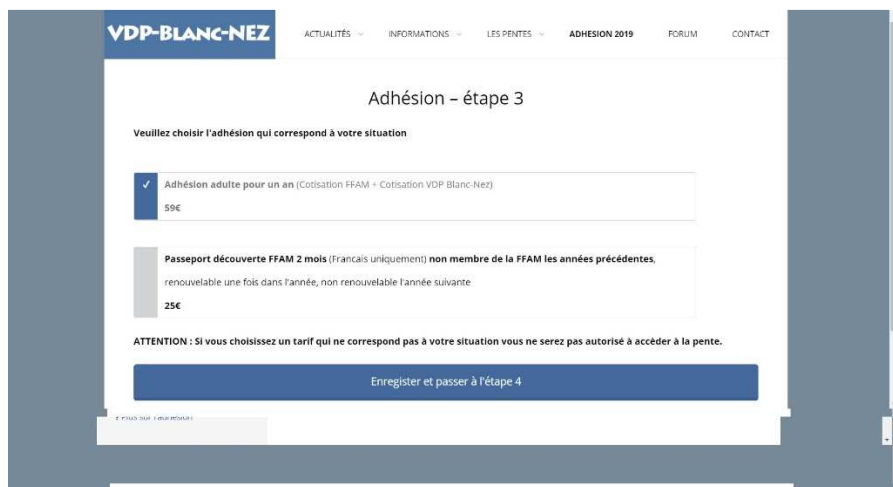 VDP-BLANC-NEZ ACTUALITÉS INFORMATIONS LES PENTES ADHESION 2019 FORUM CONTACT
Adhésion – étape 3
Veuillez choisir l'adhésion qui correspond à votre situation
Adhésion adulte pour un an (Cotisation FFAM + Cotisation VDP Blanc-Nez)
59€
Passeport découverte FFAM 2 mois (Francais uniquement) non membre de la FFAM les années précédentes,
renouvelable une fois dans l'année, non renouvelable l'année suivante
25€
ATTENTION : Si vous choisissez un tarif qui ne correspond pas à votre situation vous ne serez pas autorisé à accèder à la pente.
Enregister et passer à l'étape 4